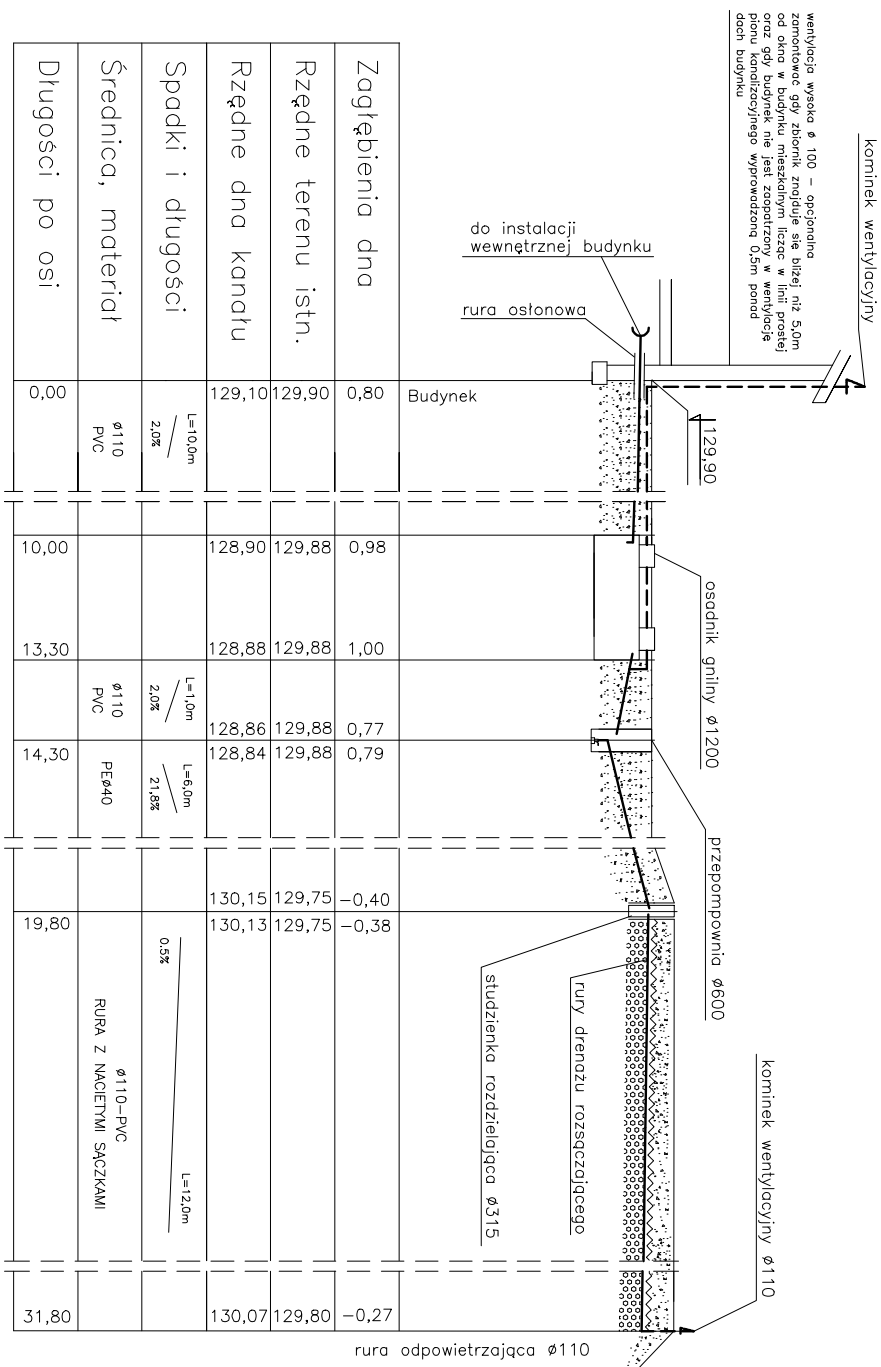 kominek wentylacyjny
wentylacja wysoka ø 100 – opcjonalna
zamontować gdy zbiornik znajduje się bliżej niż 5,0m
od okna w budynku mieszkalnym licząc w linii prostej
oraz gdy budynek nie jest zaopatrzony w wentylację
pionu kanalizacyjnego wyprowadzoną 0,5m ponad
dach budynku
do instalacji
wewnętrznej budynku
rura osłonowa
129,90
osadnik gnilny ø1200
przepompownia ø600
kominek wentylacyjny ø110
rury drenażu rozsączającego
studzienka rozdzielająca ø315
rura odpowietrzająca ø110
Budynek
Zagłębienia dna
0,80
0,98
1,00
0,77
0,79
−0,40
−0,38
−0,27
Rzędne terenu istn.
129,90
129,88
129,88
129,88
129,88
129,75
129,75
129,80
Rzędne dna kanału
129,10
128,90
128,88
128,86
128,84
130,15
130,13
130,07
Spadki i długości
L=10,0m
2,0%
L=1,0m
2,0%
L=6,0m
21,8%
0.5%
L=12,0m
Średnica, materiał
ø110
PVC
ø110
PVC
PEø40
ø110–PVC
RURA Z NACIĘTYMI SĄCZKAMI
Długości po osi
0,00
10,00
13,30
14,30
19,80
31,80